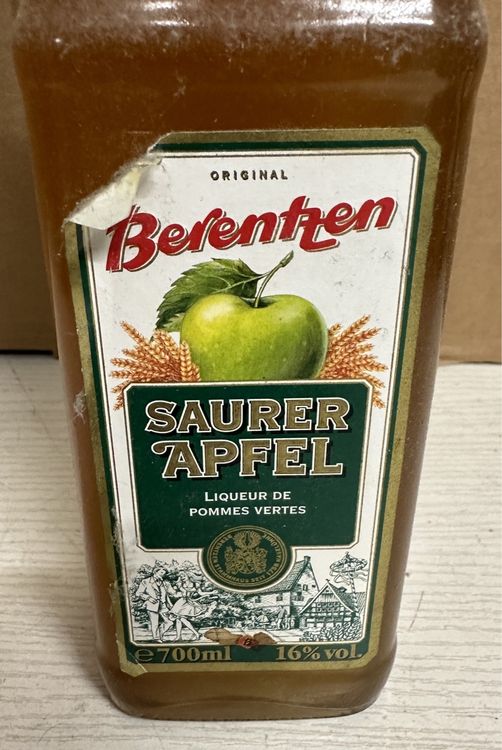 ORIGINAL
Berentzen
SAURER
APFEL
LIQUEUR DE
POMMES VERTES
e 700ml 16% vol.